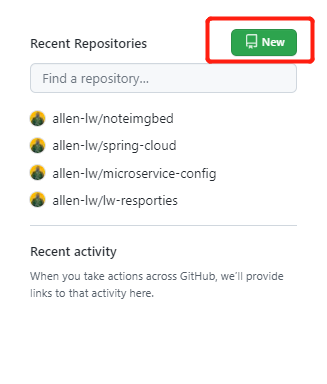 Recent Repositories
New
Find a repository...
allen-lw/noteimgbed
allen-lw/spring-cloud
allen-lw/microservice-config
allen-lw/lw-resporties
Recent activity
When you take actions across GitHub, we'll provide
links to that activity here.